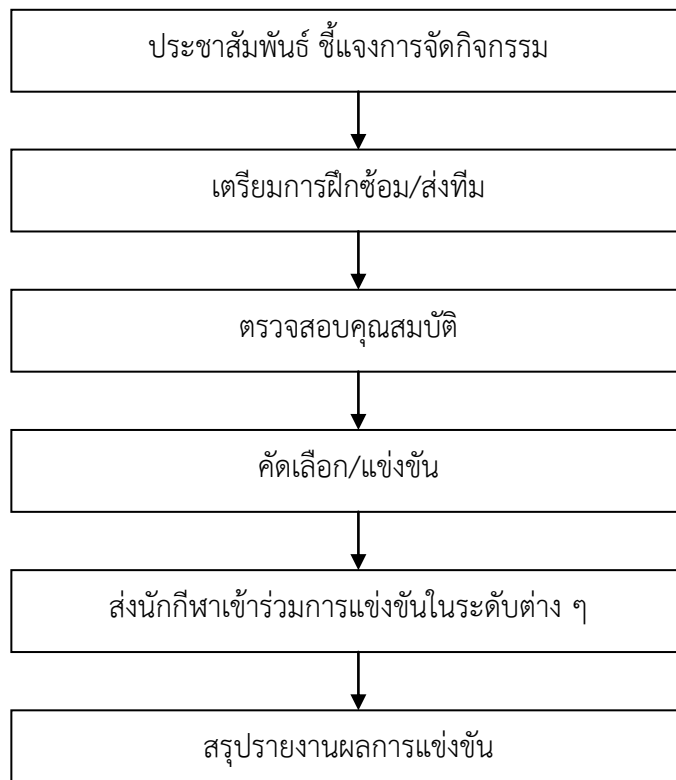 ประชาสัมพันธ์ ชี้แจงการจัดกิจกรรม
เตรียมการฝึกซ้อม/ส่งทีม
ตรวจสอบคุณสมบัติ
คัดเลือก/แข่งขัน
ส่งนักกีฬาเข้าร่วมการแข่งขันในระดับต่าง ๆ
สรุปรายงานผลการแข่งขัน